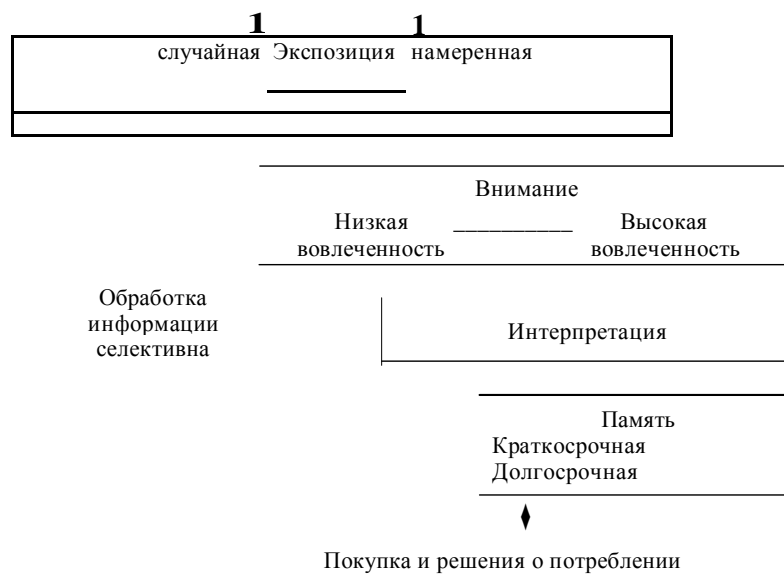 1 1
случайная Экспозиция намеренная
Внимание
Низкая __________ Высокая
вовлеченность вовлеченность
Обработка
информации
селективна
Интерпретация
Память
Краткосрочная
Долгосрочная
Покупка и решения о потреблении